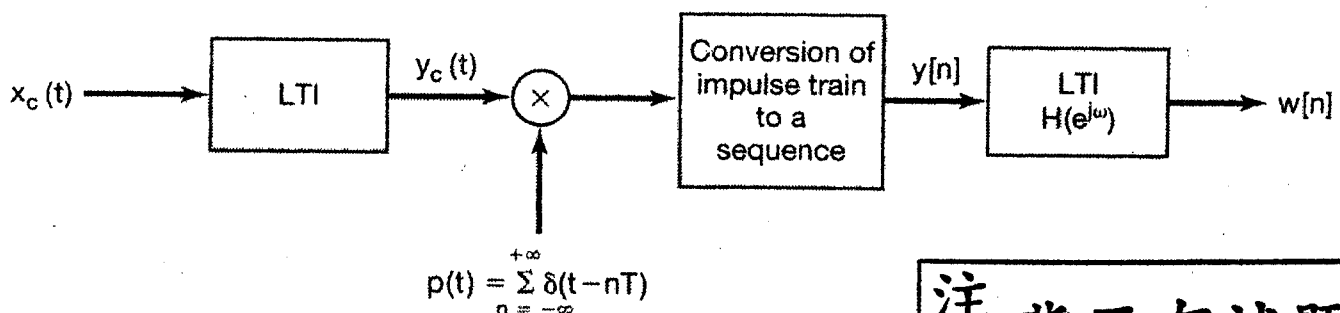 x_c (t)
LTI
y_c (t)
×
Conversion of
impulse train
to a
sequence
y[n]
LTI
H(e^{jω})
w[n]
p(t) = +∞ Σ n = −∞ δ(t−nT)
注